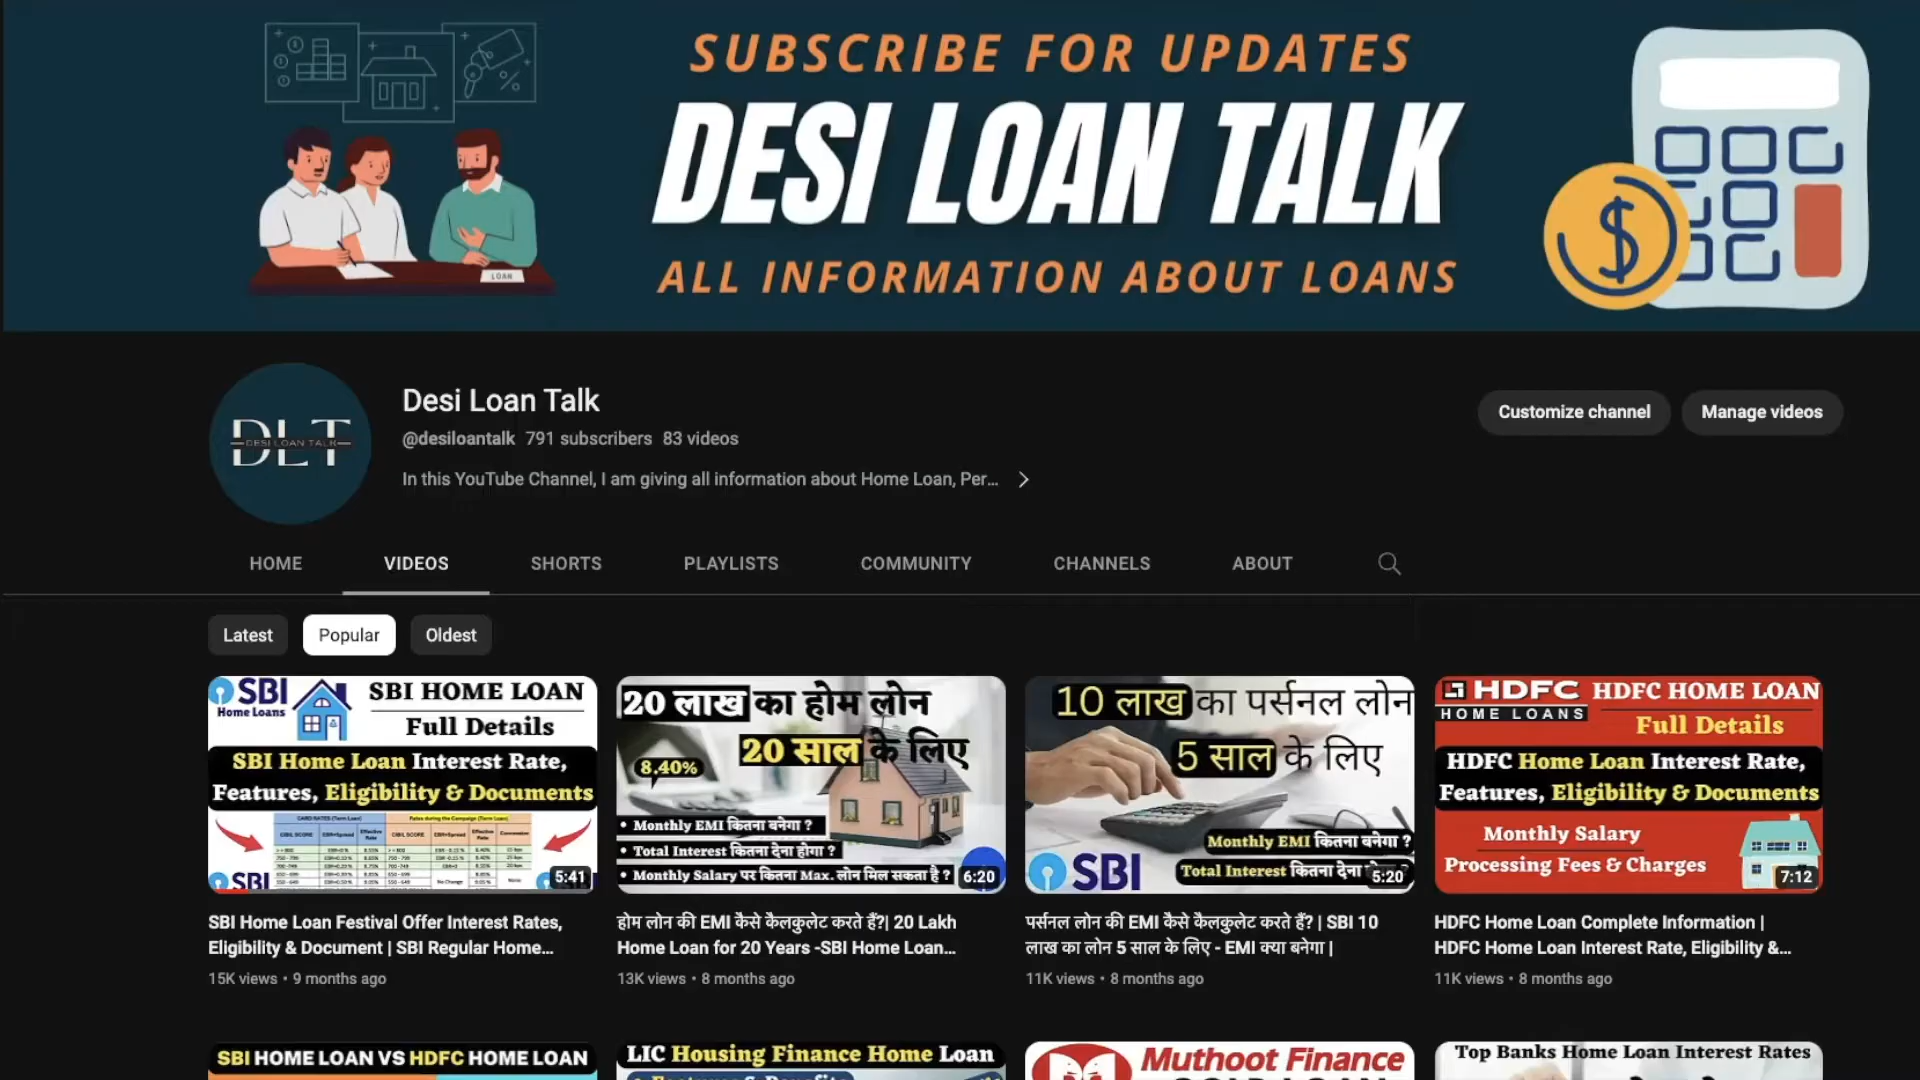 SUBSCRIBE FOR UPDATES
DESI LOAN TALK
ALL INFORMATION ABOUT LOANS
LOAN
DLT
DESI LOAN TALK
Desi Loan Talk
@desiloantalk 791 subscribers 83 videos
In this YouTube Channel, I am giving all information about Home Loan, Per...
Customize channel
Manage videos
HOME
VIDEOS
SHORTS
PLAYLISTS
COMMUNITY
CHANNELS
ABOUT
Latest
Popular
Oldest
SBI
Home Loans
SBI HOME LOAN
Full Details
SBI Home Loan Interest Rate,
Features, Eligibility & Documents
SBI
5:41
SBI Home Loan Festival Offer Interest Rates,
Eligibility & Document | SBI Regular Home...
15K views • 9 months ago
20 लाख का होम लोन
20 साल के लिए
8.40%
• Monthly EMI कितना बनेगा ?
• Total Interest कितना देना होगा ?
• Monthly Salary पर कितना Max. लोन मिल सकता है ?
6:20
होम लोन की EMI कैसे कैलकुलेट करते हैं?| 20 Lakh
Home Loan for 20 Years -SBI Home Loan...
13K views • 8 months ago
10 लाख का पर्सनल लोन
5 साल के लिए
Monthly EMI कितना बनेगा ?
SBI
Total Interest कितना देना
5:20
पर्सनल लोन की EMI कैसे कैलकुलेट करते हैं? | SBI 10
लाख का लोन 5 साल के लिए - EMI क्या बनेगा |
11K views • 8 months ago
HDFC
HOME LOANS
HDFC HOME LOAN
Full Details
HDFC Home Loan Interest Rate,
Features, Eligibility & Documents
Monthly Salary
Processing Fees & Charges
7:12
HDFC Home Loan Complete Information |
HDFC Home Loan Interest Rate, Eligibility &...
11K views • 8 months ago
SBI HOME LOAN VS HDFC HOME LOAN
LIC Housing Finance Home Loan
Muthoot Finance
GOLD LOAN
Top Banks Home Loan Interest Rates